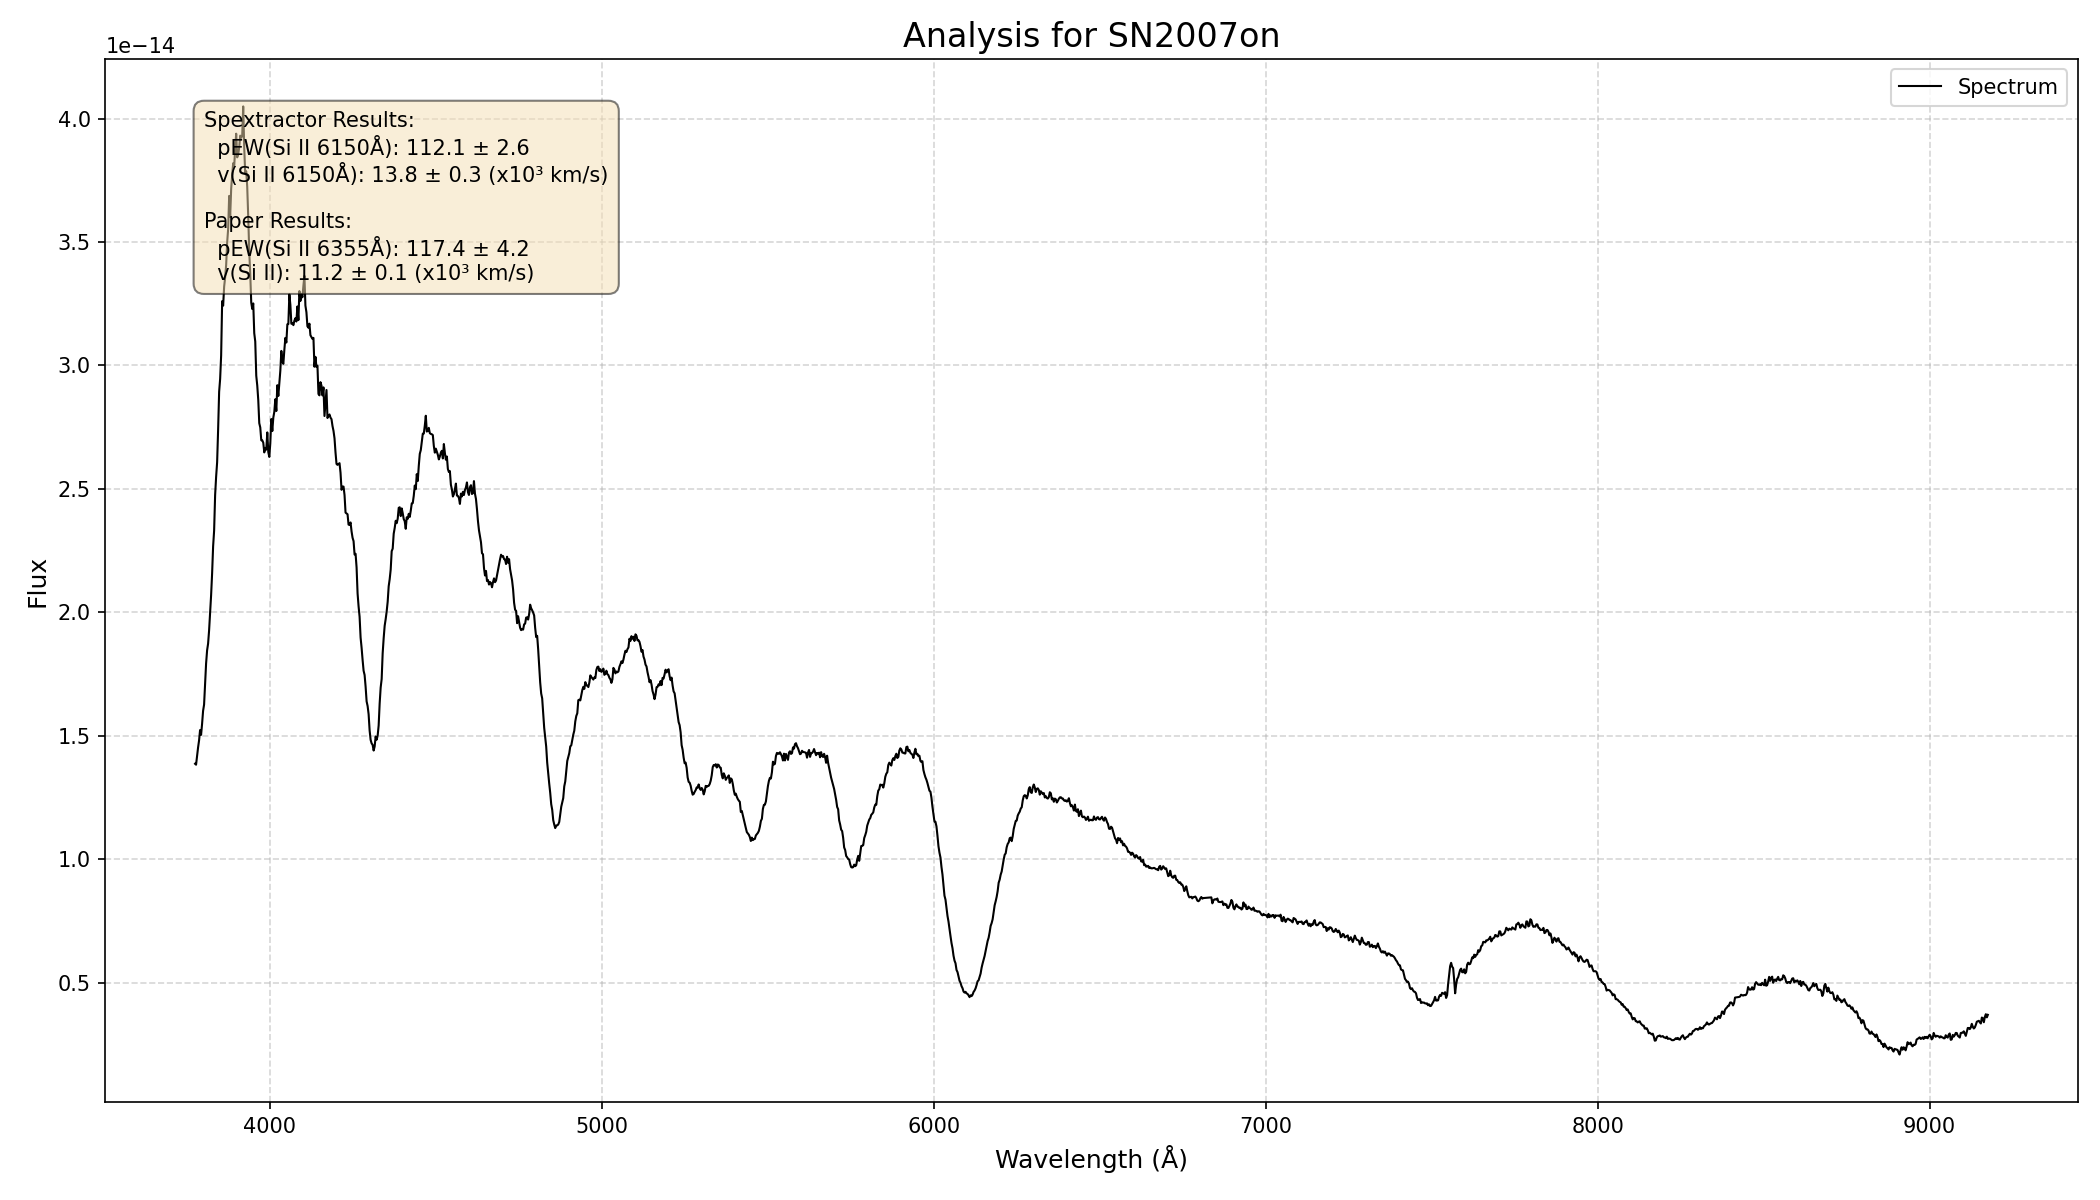 Analysis for SN2007on
1e−14
Spectrum
Spextractor Results:
pEW(Si II 6150Å): 112.1 ± 2.6
v(Si II 6150Å): 13.8 ± 0.3 (x10³ km/s)
Paper Results:
pEW(Si II 6355Å): 117.4 ± 4.2
v(Si II): 11.2 ± 0.1 (x10³ km/s)
4.0
3.5
3.0
2.5
2.0
1.5
1.0
0.5
Flux
4000 5000 6000 7000 8000 9000
Wavelength (Å)